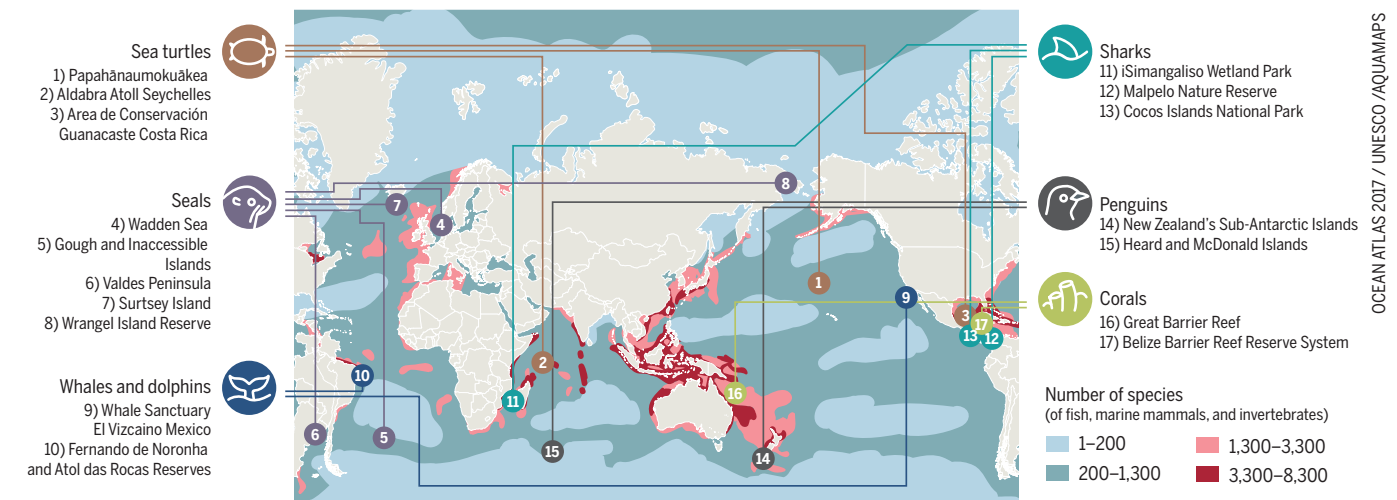 Sea turtles
1) Papahānaumokuākea
2) Aldabra Atoll Seychelles
3) Area de Conservación
Guanacaste Costa Rica
Seals
4) Wadden Sea
5) Gough and Inaccessible
Islands
6) Valdes Peninsula
7) Surtsey Island
8) Wrangel Island Reserve
Whales and dolphins
9) Whale Sanctuary
El Vizcaino Mexico
10) Fernando de Noronha
and Atol das Rocas Reserves
8
7
4
1
9
3
17
13
12
2
10
11
16
6
5
15
14
Sharks
11) iSimangaliso Wetland Park
12) Malpelo Nature Reserve
13) Cocos Islands National Park
Penguins
14) New Zealand's Sub-Antarctic Islands
15) Heard and McDonald Islands
Corals
16) Great Barrier Reef
17) Belize Barrier Reef Reserve System
Number of species
(of fish, marine mammals, and invertebrates)
1–200
200–1,300
1,300–3,300
3,300–8,300
OCEAN ATLAS 2017 / UNESCO /AQUAMAPS